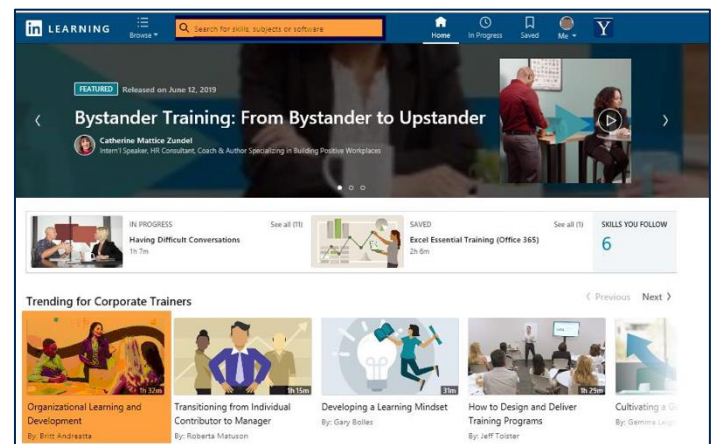 in LEARNING
Browse
Search for skills, subjects or software
Home
In Progress
Saved
Me
Y
FEATURED Released on June 12, 2019
Bystander Training: From Bystander to Upstander
Catherine Mattice Zundel
Intern'l Speaker, HR Consultant, Coach & Author Specializing in Building Positive Workplaces
IN PROGRESS See all (11)
Having Difficult Conversations
1h 7m
SAVED See all (1)
Excel Essential Training (Office 365)
2h 6m
SKILLS YOU FOLLOW
6
Trending for Corporate Trainers
Previous Next
1h 32m
Organizational Learning and
Development
By: Britt Andreatta
1h 15m
Transitioning from Individual
Contributor to Manager
By: Roberta Matuson
31m
Developing a Learning Mindset
By: Gary Bolles
1h 29m
How to Design and Deliver
Training Programs
By: Jeff Toister
Cultivating a
By: Gemma